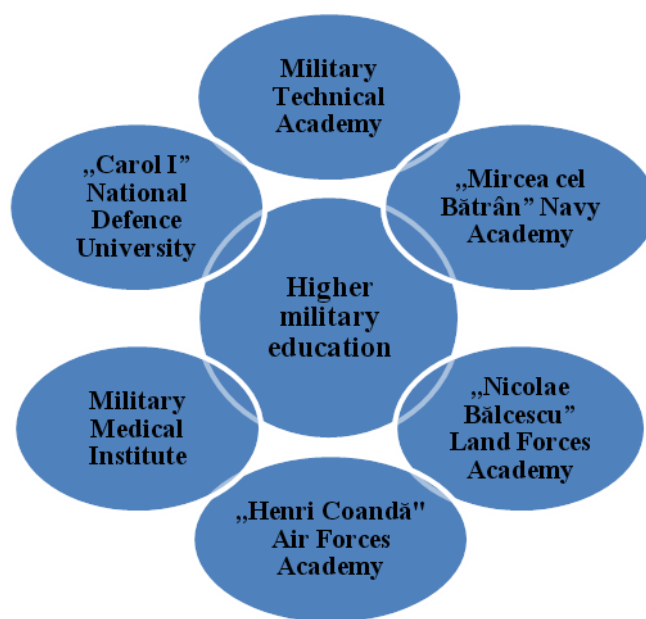 Military
Technical
Academy
„Carol I”
National
Defence
University
„Mircea cel
Bătrân” Navy
Academy
Higher
military
education
Military
Medical
Institute
„Nicolae
Bălcescu”
Land Forces
Academy
„Henri Coandă"
Air Forces
Academy